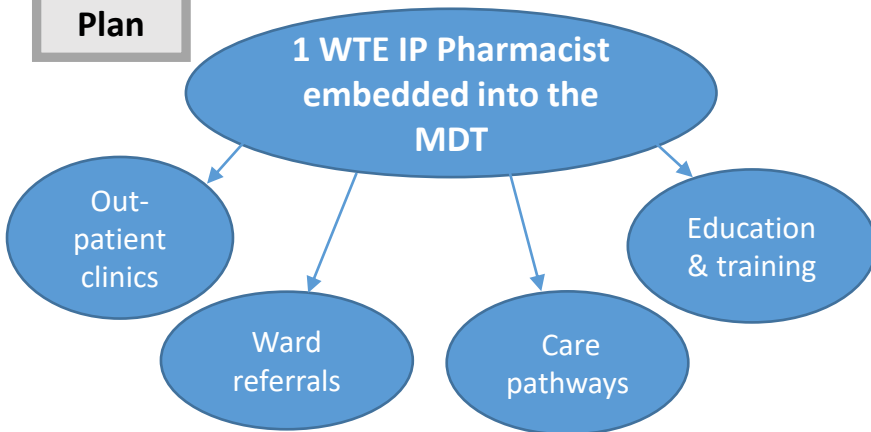 Plan
1 WTE IP Pharmacist
embedded into the
MDT
Out-
patient
clinics
Ward
referrals
Care
pathways
Education
& training